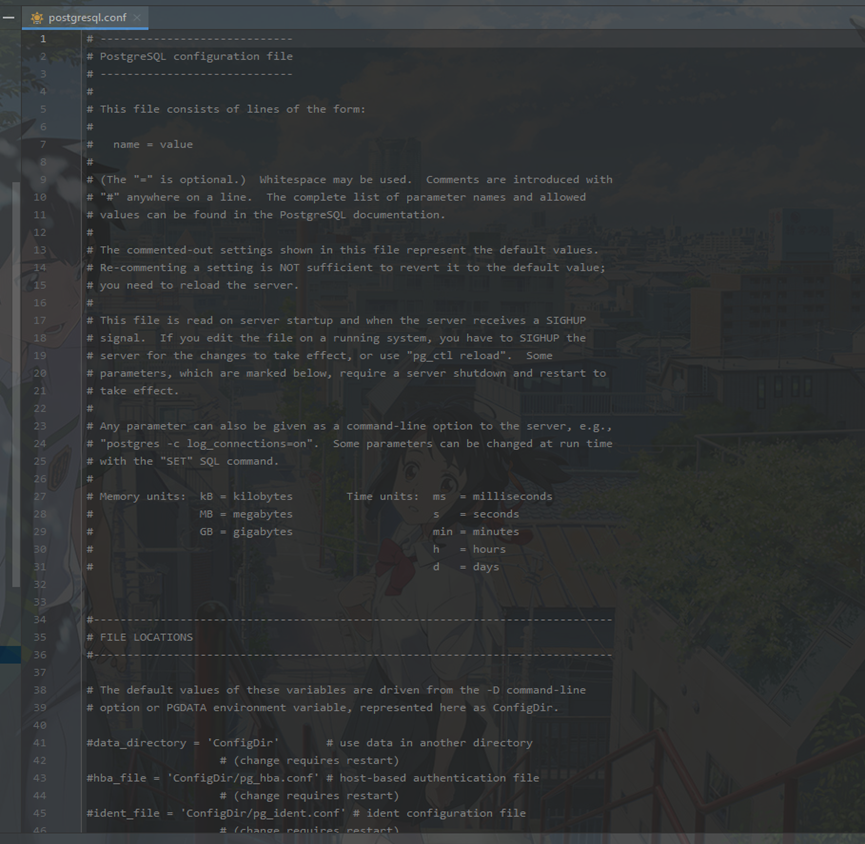 postgresql.conf
1 # -----------------------------
2 # PostgreSQL configuration file
3 # -----------------------------
4 #
5 # This file consists of lines of the form:
6 #
7 #   name = value
8 #
9 # (The "=" is optional.)  Whitespace may be used.  Comments are introduced with
10 # "#" anywhere on a line.  The complete list of parameter names and allowed
11 # values can be found in the PostgreSQL documentation.
12 #
13 # The commented-out settings shown in this file represent the default values.
14 # Re-commenting a setting is NOT sufficient to revert it to the default value;
15 # you need to reload the server.
16 #
17 # This file is read on server startup and when the server receives a SIGHUP
18 # signal.  If you edit the file on a running system, you have to SIGHUP the
19 # server for the changes to take effect, or use "pg_ctl reload".  Some
20 # parameters, which are marked below, require a server shutdown and restart to
21 # take effect.
22 #
23 # Any parameter can also be given as a command-line option to the server, e.g.,
24 # "postgres -c log_connections=on".  Some parameters can be changed at run time
25 # with the "SET" SQL command.
26 #
27 # Memory units:  kB = kilobytes        Time units:  ms  = milliseconds
28 #                MB = megabytes                     s   = seconds
29 #                GB = gigabytes                     min = minutes
30 #                                                   h   = hours
31 #                                                   d   = days
32
33
34 #------------------------------------------------------------------------------
35 # FILE LOCATIONS
36 #------------------------------------------------------------------------------
37
38 # The default values of these variables are driven from the -D command-line
39 # option or PGDATA environment variable, represented here as ConfigDir.
40
41 #data_directory = 'ConfigDir'       # use data in another directory
42                     # (change requires restart)
43 #hba_file = 'ConfigDir/pg_hba.conf' # host-based authentication file
44                     # (change requires restart)
45 #ident_file = 'ConfigDir/pg_ident.conf' # ident configuration file
46                     # (change requires restart)